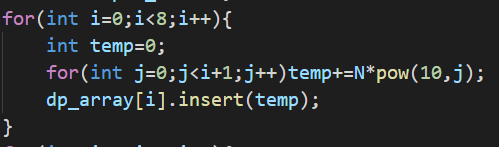 for(int i=0;i<8;i++){
    int temp=0;
    for(int j=0;j<i+1;j++)temp+=N*pow(10,j);
    dp_array[i].insert(temp);
}